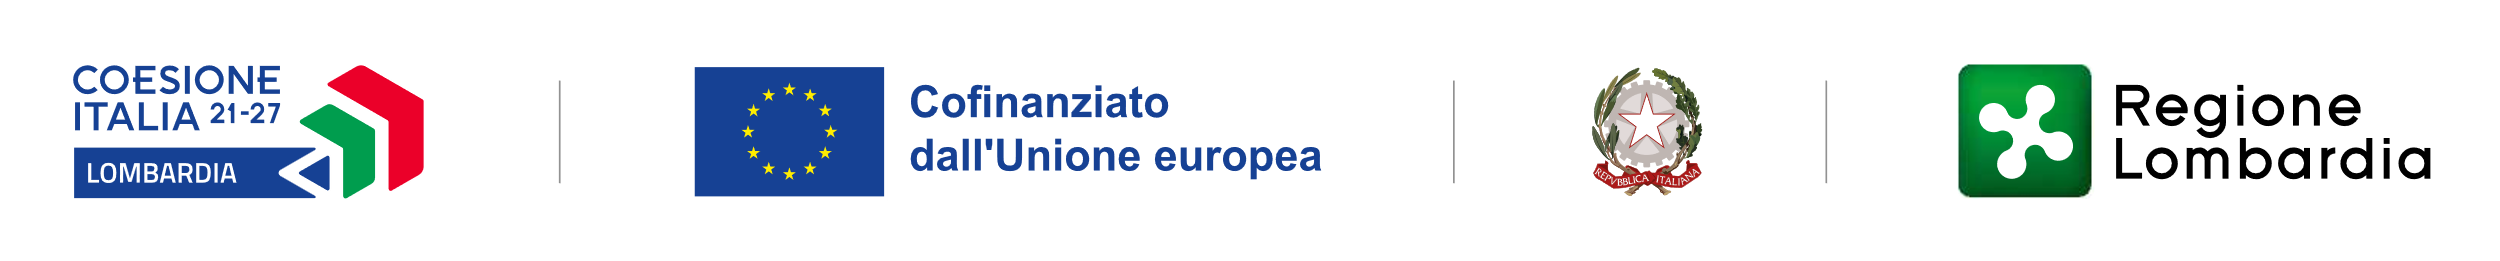 COESIONE
ITALIA 21-27
LOMBARDIA
Cofinanziato
dall'Unione europea
REPVBBLICA ITALIANA
Regione
Lombardia